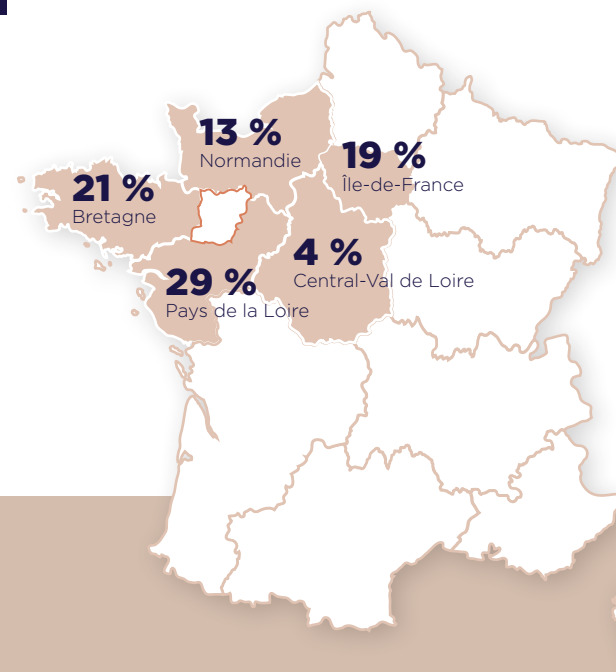 13 %
Normandie
19 %
Île-de-France
21 %
Bretagne
4 %
Central-Val de Loire
29 %
Pays de la Loire